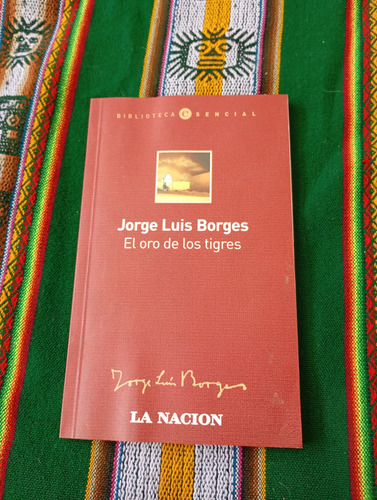 BIBLIOTECA ESENCIAL
Jorge Luis Borges
El oro de los tigres
Jorge Luis Borges
LA NACION